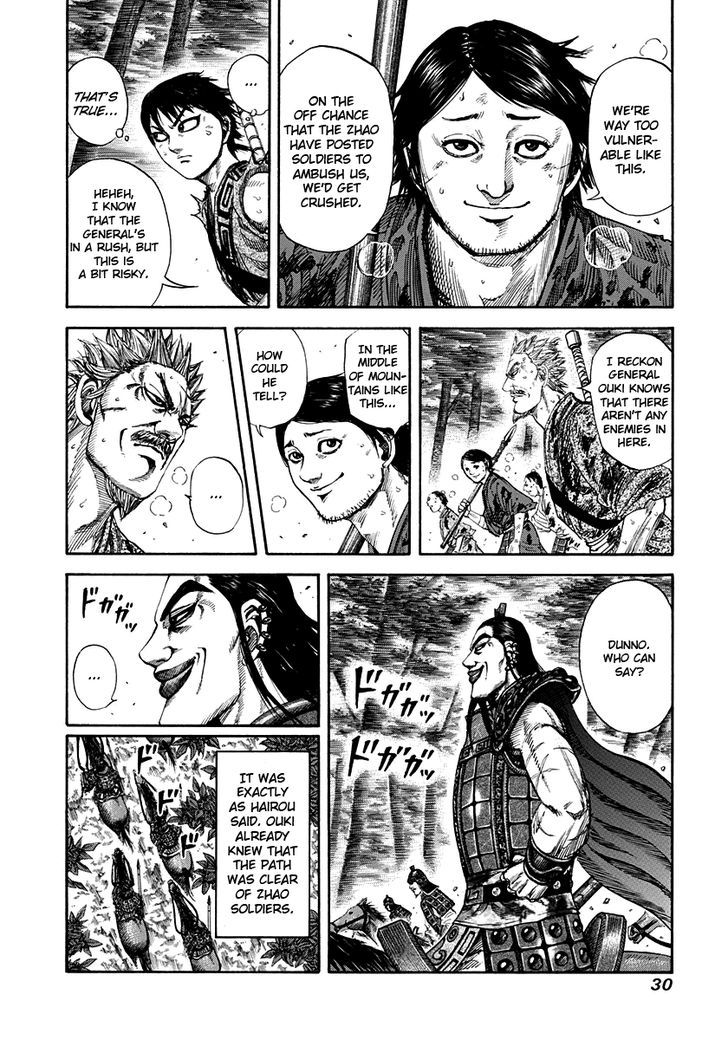 WE'RE
WAY TOO
VULNER-
ABLE LIKE
THIS.
ON THE
OFF CHANCE
THAT THE ZHAO
HAVE POSTED
SOLDIERS TO
AMBUSH US,
WE'D GET
CRUSHED.
...
THAT'S
TRUE...
HEHEH,
I KNOW
THAT THE
GENERAL'S
IN A RUSH, BUT
THIS IS
A BIT RISKY.
I RECKON
GENERAL
OUKI KNOWS
THAT THERE
AREN'T ANY
ENEMIES IN
HERE.
IN THE
MIDDLE
OF MOUN-
TAINS LIKE
THIS...
HOW
COULD
HE
TELL?
...
DUNNO.
WHO CAN
SAY?
ドガガッ
ドガガッ
ドガガッ
...
IT WAS
EXACTLY
AS HAIROU
SAID. OUKI
ALREADY
KNEW THAT
THE PATH
WAS CLEAR
OF ZHAO
SOLDIERS.
ドドド
30